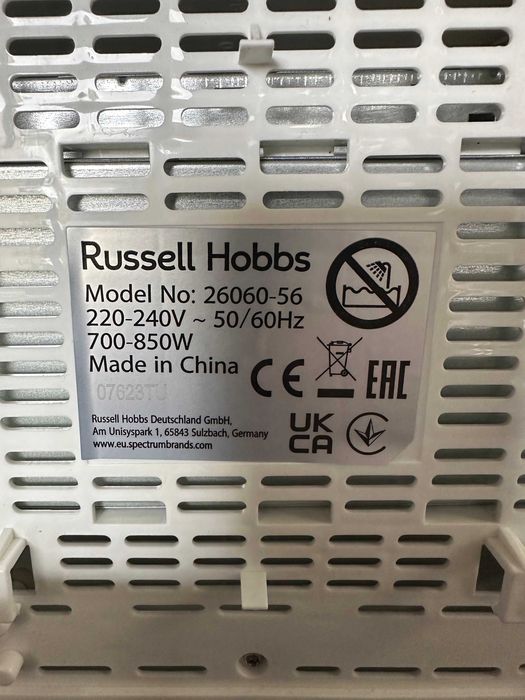 Russell Hobbs
Model No: 26060-56
220-240V ~ 50/60Hz
700-850W
Made in China
07623TU
CE
EAC
Russell Hobbs Deutschland GmbH,
Am Unisyspark 1, 65843 Sulzbach, Germany
www.eu.spectrumbrands.com
UK
CA